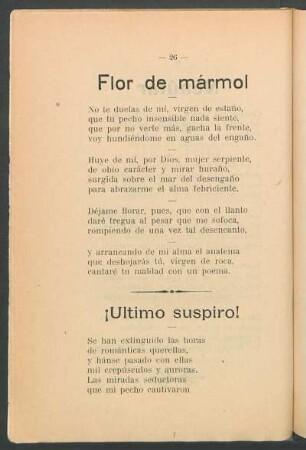 — 26 —
Flor de mármol
No te duelas de mí, virgen de estaño,
que tu pecho insensible nada siente,
que por no verte más, gacha la frente,
voy hundiéndome en aguas del engaño.
Huye de mí, por Dios, mujer serpiente,
de obio carácter y mirar huraño,
surgida sobre el mar del desengaño
para abrazarme el alma febriciente.
Déjame llorar, pues, que con el llanto
daré tregua al pesar que me sofoca,
rompiendo de una vez tal desencanto,
y arrancando de mi alma el anatema
que deshojarás tú, virgen de roca,
cantaré tu maldad con un poema.
¡Ultimo suspiro!
Se han extinguido las horas
de románticas querellas,
y hánse pasado con ellas
mil crepúsculos y auroras.
Las miradas seductoras
que mi pecho cautivaron